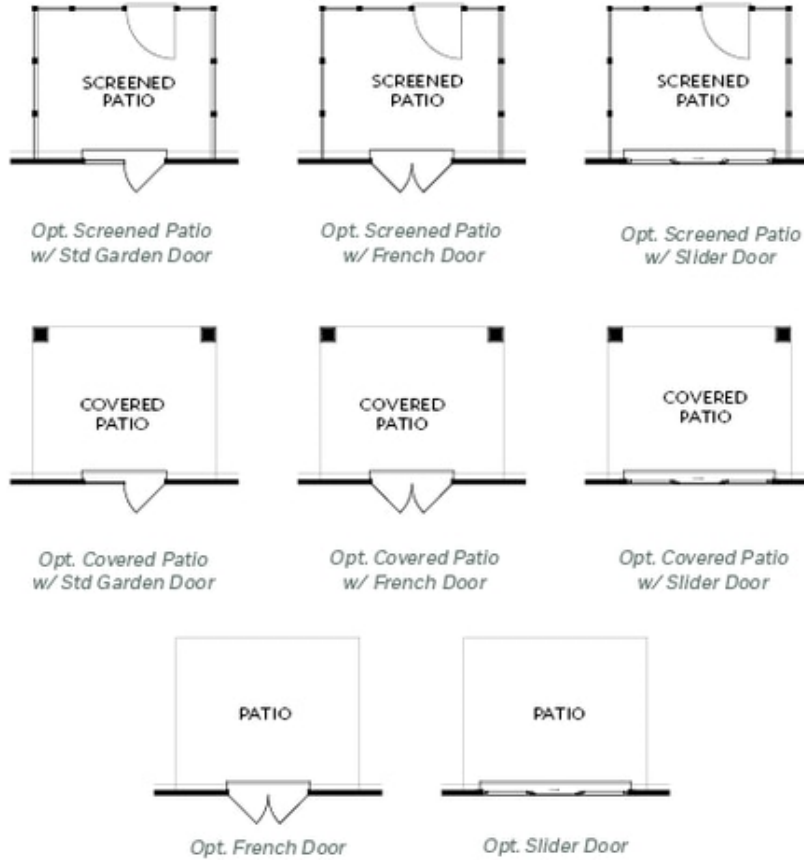 SCREENED
PATIO
SCREENED
PATIO
SCREENED
PATIO
Opt. Screened Patio
w/ Std Garden Door
Opt. Screened Patio
w/ French Door
Opt. Screened Patio
w/ Slider Door
COVERED
PATIO
COVERED
PATIO
COVERED
PATIO
Opt. Covered Patio
w/ Std Garden Door
Opt. Covered Patio
w/ French Door
Opt. Covered Patio
w/ Slider Door
PATIO
PATIO
Opt. French Door
Opt. Slider Door